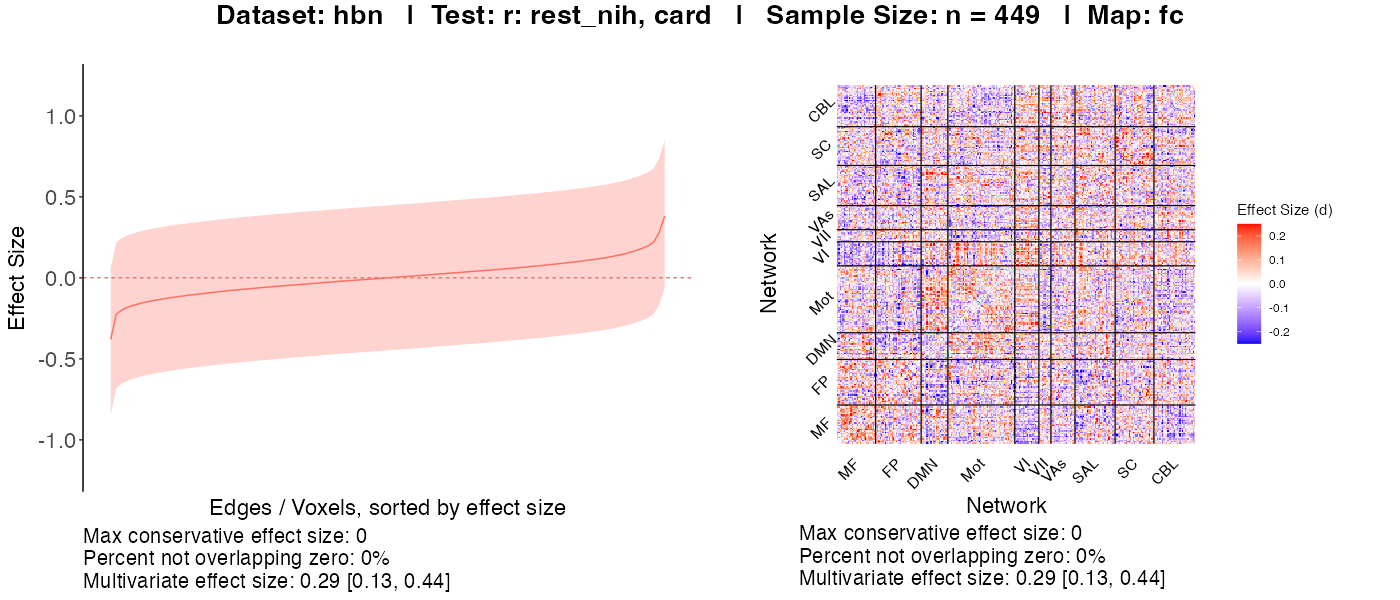 Dataset: hbn | Test: r: rest_nih, card | Sample Size: n = 449 | Map: fc
Effect Size
1.0
0.5
0.0
-0.5
-1.0
Edges / Voxels, sorted by effect size
Max conservative effect size: 0
Percent not overlapping zero: 0%
Multivariate effect size: 0.29 [0.13, 0.44]
Network
CBL
SC
SAL
VAs
VII
VI
Mot
DMN
FP
MF
MF FP DMN Mot VI VII VAs SAL SC CBL
Network
Max conservative effect size: 0
Percent not overlapping zero: 0%
Multivariate effect size: 0.29 [0.13, 0.44]
Effect Size (d)
0.2
0.1
0.0
-0.1
-0.2